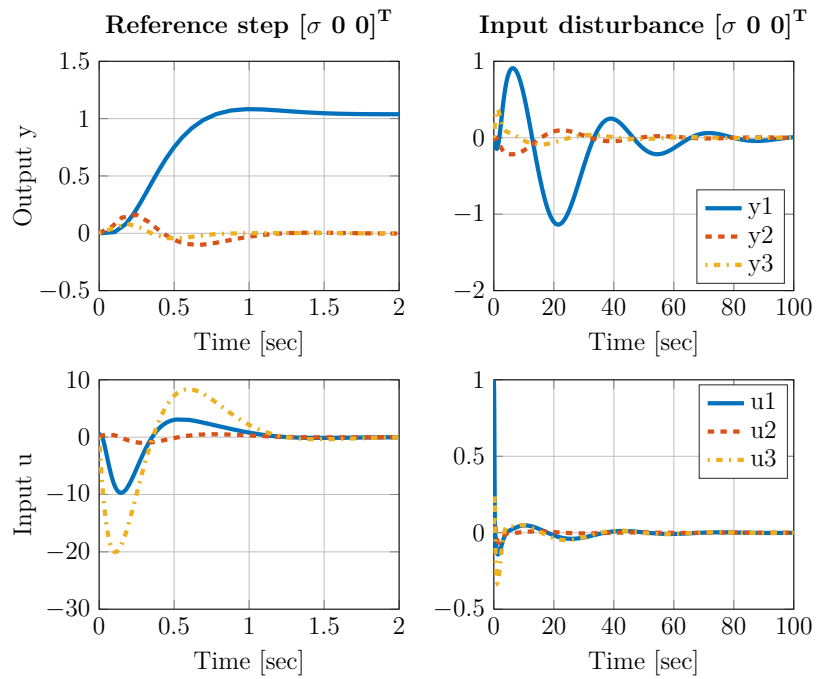 Reference step [σ 0 0]ᵀ
Input disturbance [σ 0 0]ᵀ
Output y
1.5
1
0.5
0
−0.5
0
0.5
1
1.5
2
Time [sec]
1
0
−1
−2
y1
y2
y3
0
20
40
60
80
100
Time [sec]
Input u
10
0
−10
−20
−30
0
0.5
1
1.5
2
Time [sec]
1
0.5
0
−0.5
u1
u2
u3
0
20
40
60
80
100
Time [sec]